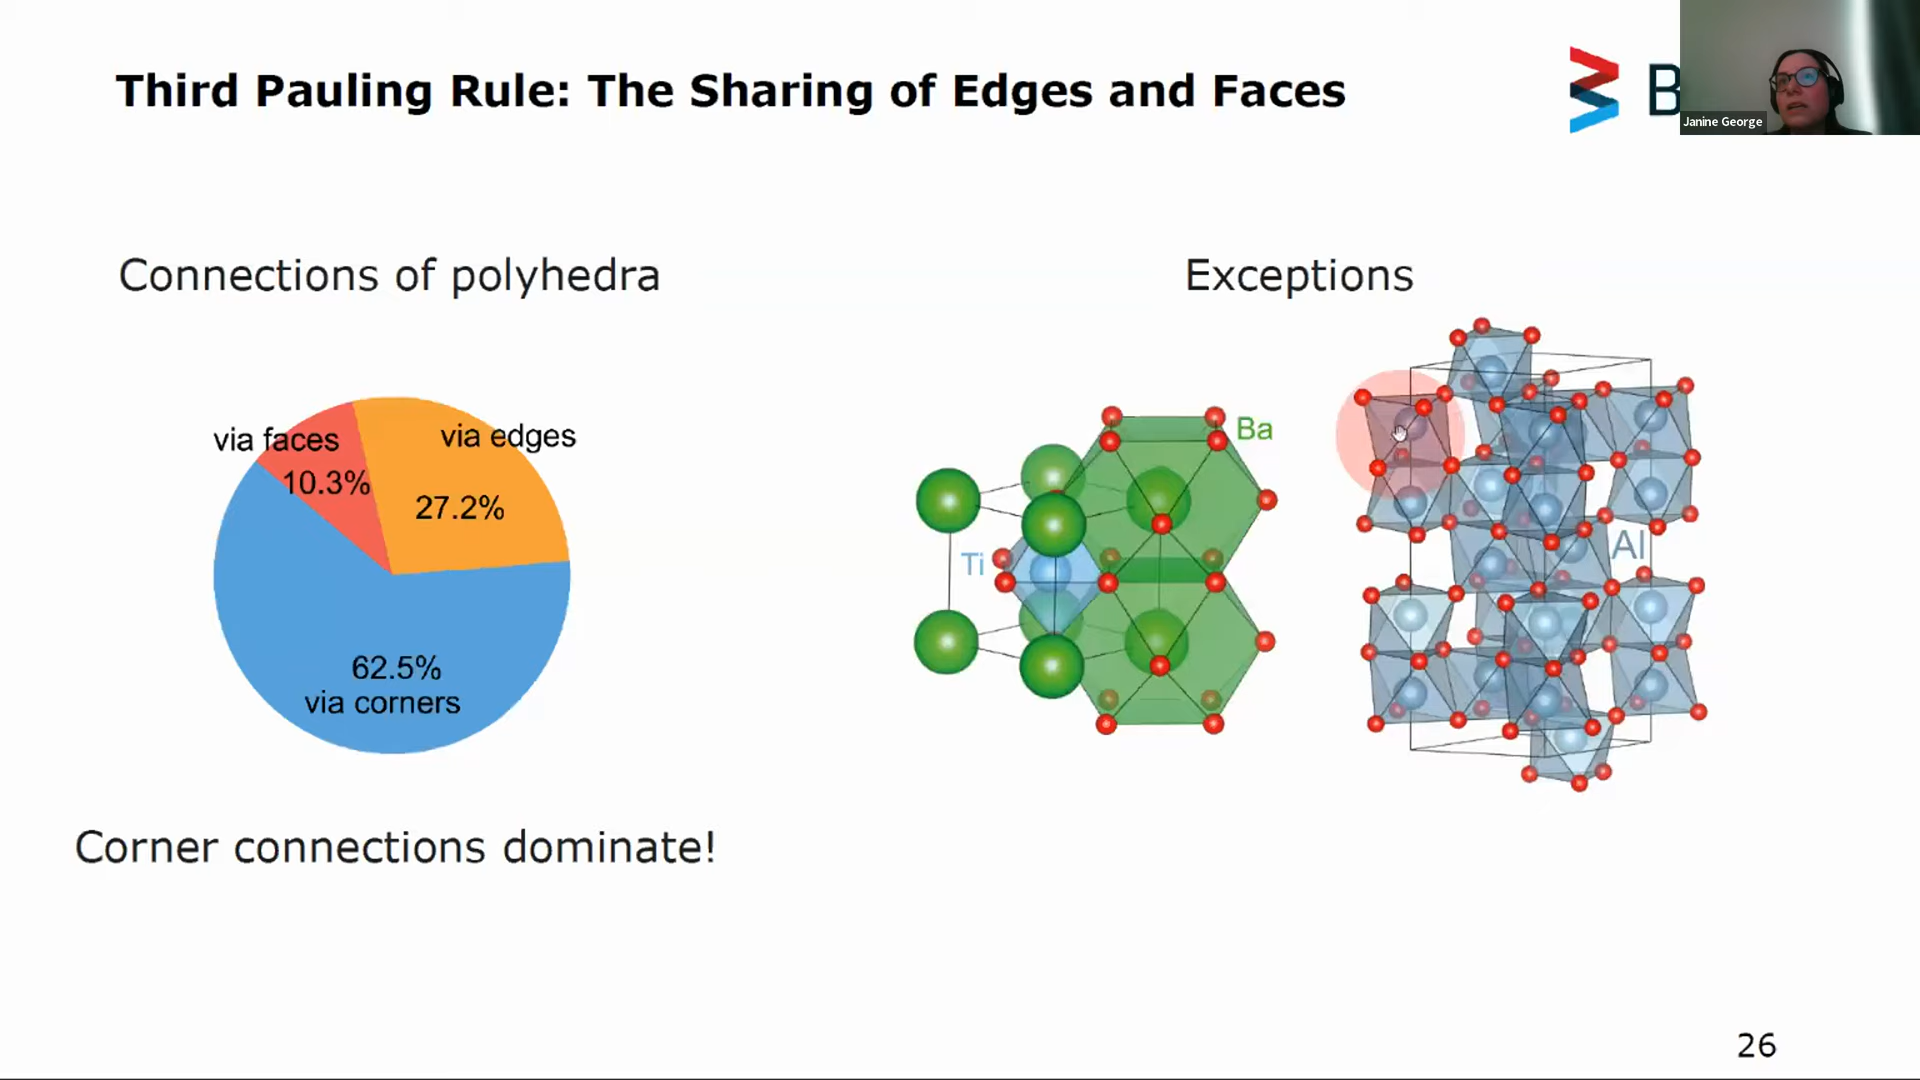 Third Pauling Rule: The Sharing of Edges and Faces
B
Janine George
Connections of polyhedra
Exceptions
via faces
10.3%
via edges
27.2%
62.5%
via corners
Ba
Ti
Al
Corner connections dominate!
26